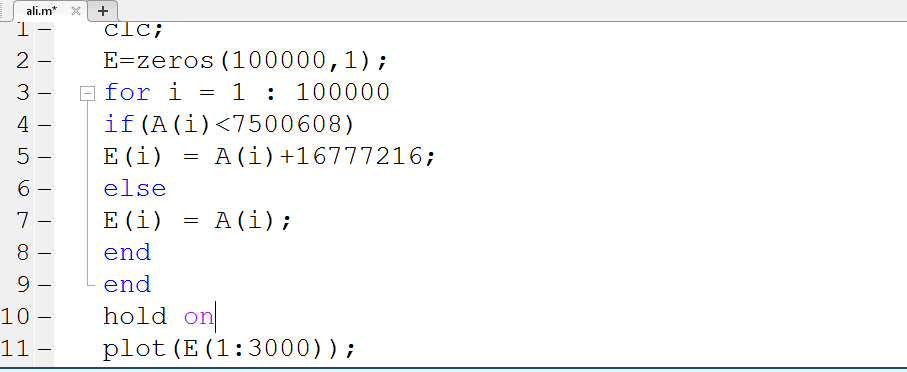 ali.m* × +
1 – clc;
2 – E=zeros(100000,1);
3 – for i = 1 : 100000
4 – if(A(i)<7500608)
5 – E(i) = A(i)+16777216;
6 – else
7 – E(i) = A(i);
8 – end
9 – end
10 – hold on
11 – plot(E(1:3000));